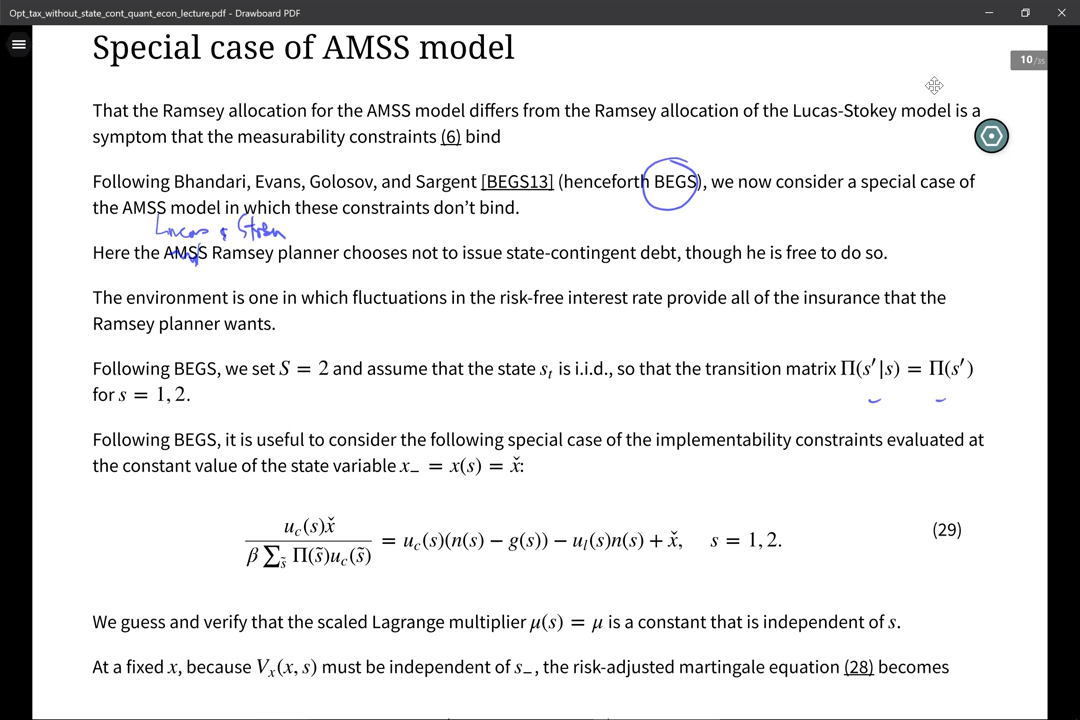 Opt_tax_without_state_cont_quant_econ_lecture.pdf - Drawboard PDF
Special case of AMSS model
10/35
That the Ramsey allocation for the AMSS model differs from the Ramsey allocation of the Lucas-Stokey model is a
symptom that the measurability constraints (6) bind
Following Bhandari, Evans, Golosov, and Sargent [BEGS13] (henceforth BEGS), we now consider a special case of
the AMSS model in which these constraints don’t bind.
Lucas & Stokey
Here the AMSS Ramsey planner chooses not to issue state-contingent debt, though he is free to do so.
The environment is one in which fluctuations in the risk-free interest rate provide all of the insurance that the
Ramsey planner wants.
Following BEGS, we set S = 2 and assume that the state s_t is i.i.d., so that the transition matrix Π(s′|s) = Π(s′)
for s = 1, 2.
Following BEGS, it is useful to consider the following special case of the implementability constraints evaluated at
the constant value of the state variable x_− = x(s) = x̌:
u_c(s)x̌ / β ∑_s̃ Π(s̃)u_c(s̃) = u_c(s)(n(s) − g(s)) − u_l(s)n(s) + x̌, s = 1, 2. (29)
We guess and verify that the scaled Lagrange multiplier μ(s) = μ is a constant that is independent of s.
At a fixed x, because V_x(x, s) must be independent of s_−, the risk-adjusted martingale equation (28) becomes